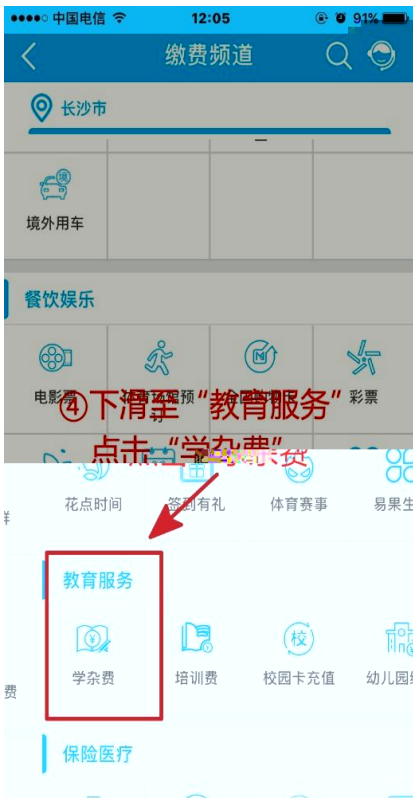 中国电信 12:05 91%
缴费频道
长沙市
境外用车
餐饮娱乐
电影票 彩票
④下滑至“教育服务”
点击“学杂费”
花点时间 签到有礼 体育赛事 易果生
教育服务
学杂费 培训费 校园卡充值 幼儿园
费
保险医疗